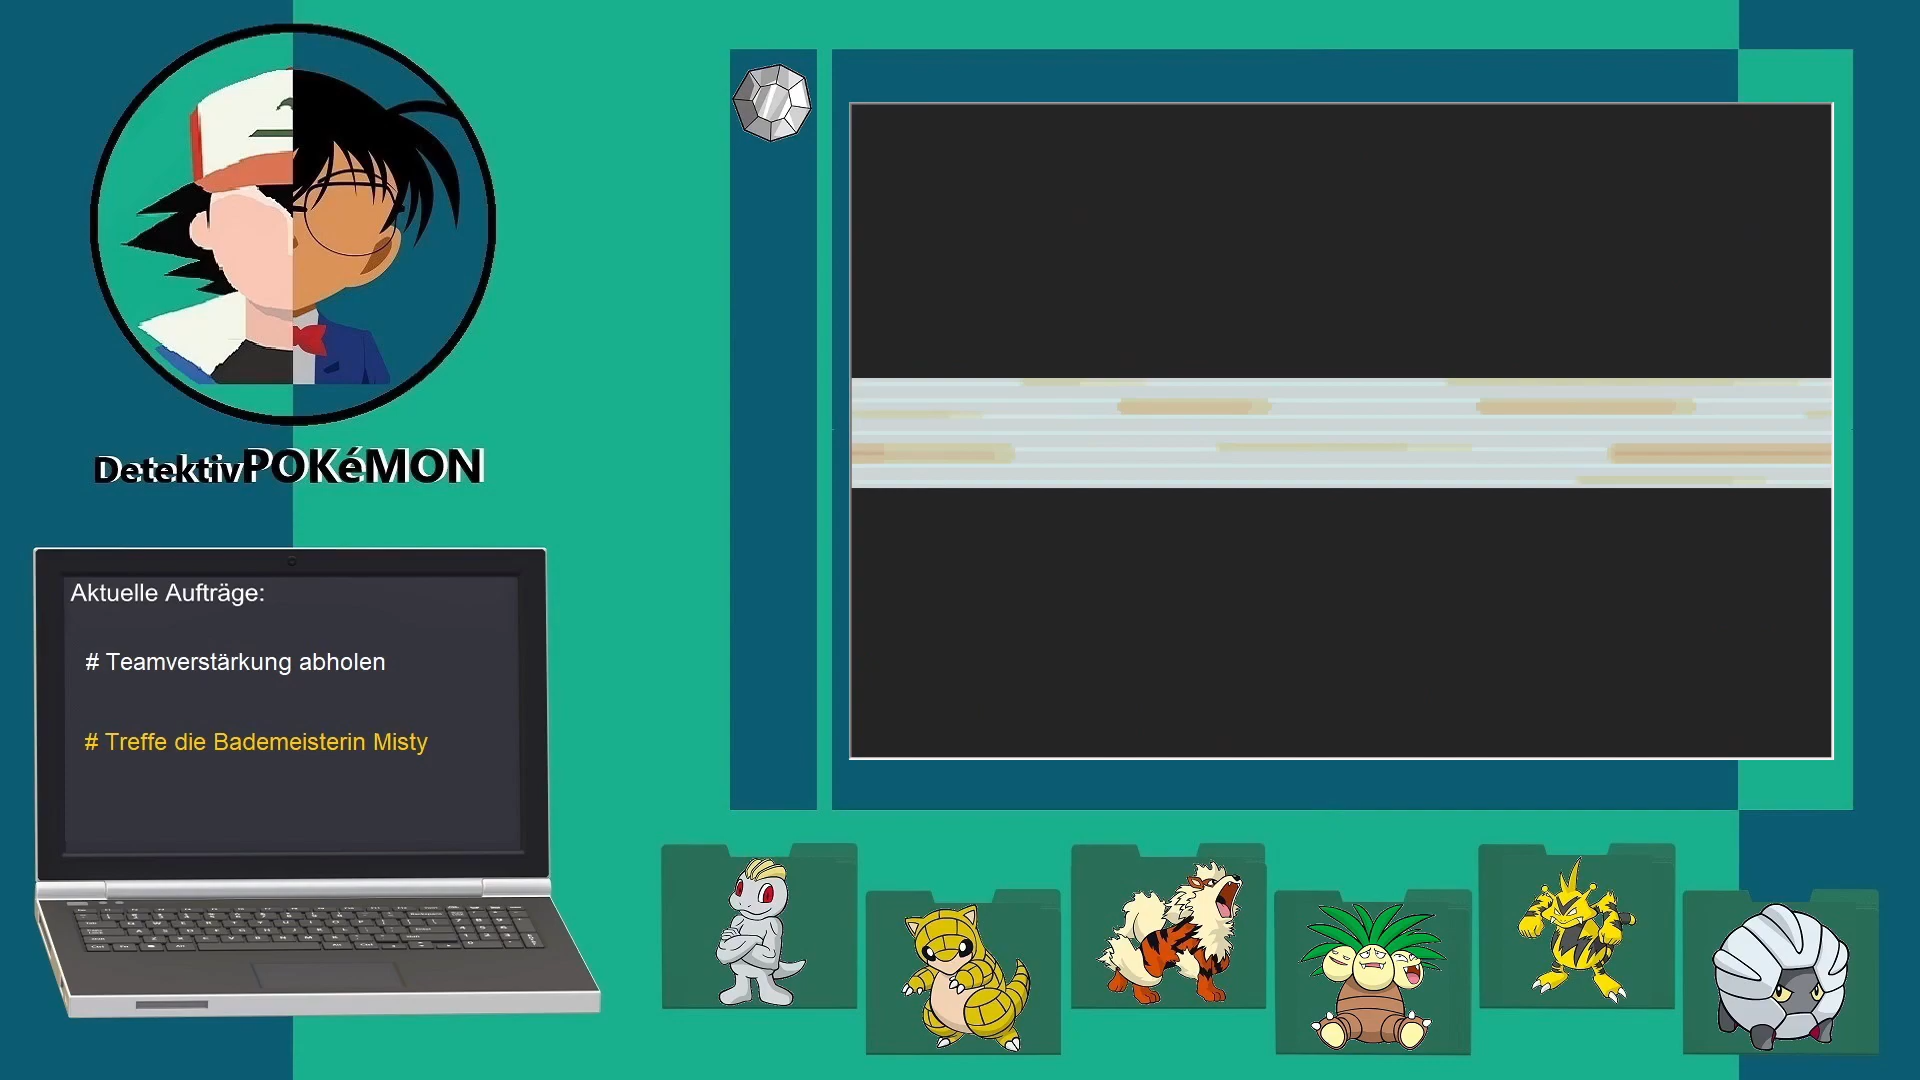 DetektivPOKéMON
Aktuelle Aufträge:
# Teamverstärkung abholen
# Treffe die Bademeisterin Misty